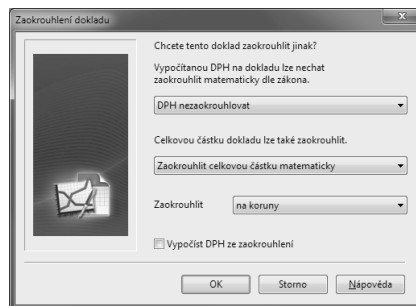 Zaokrouhlení dokladu
Chcete tento doklad zaokrouhlit jinak?
Vypočítanou DPH na dokladu lze nechat
zaokrouhlit matematicky dle zákona.
DPH nezaokrouhlovat
Celkovou částku dokladu lze také zaokrouhlit.
Zaokrouhlit celkovou částku matematicky
Zaokrouhlit na koruny
Vypočíst DPH ze zaokrouhlení
OK Storno Nápověda